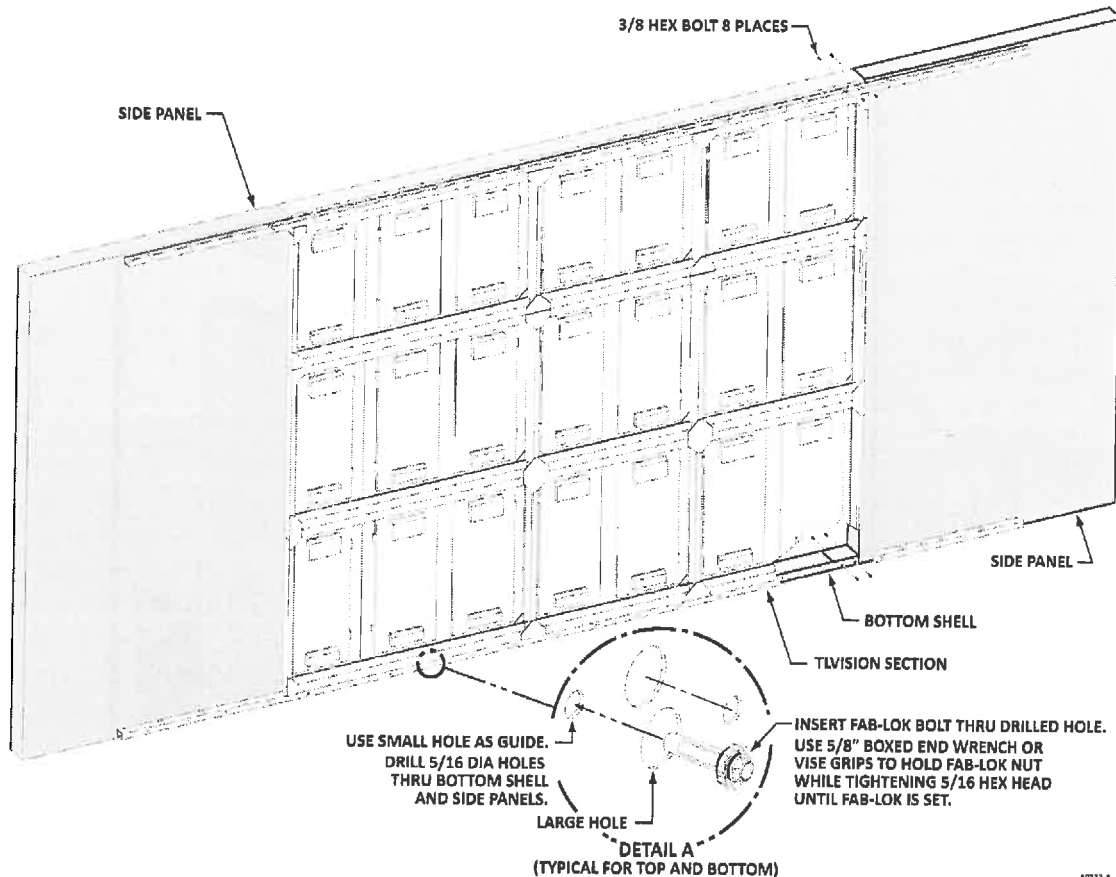 3/8 HEX BOLT 8 PLACES
SIDE PANEL
SIDE PANEL
BOTTOM SHELL
TLVISION SECTION
USE SMALL HOLE AS GUIDE.
DRILL 5/16 DIA HOLES
THRU BOTTOM SHELL
AND SIDE PANELS.
LARGE HOLE
INSERT FAB-LOK BOLT THRU DRILLED HOLE.
USE 5/8" BOXED END WRENCH OR
VISE GRIPS TO HOLD FAB-LOK NUT
WHILE TIGHTENING 5/16 HEX HEAD
UNTIL FAB-LOK IS SET.
DETAIL A
(TYPICAL FOR TOP AND BOTTOM)